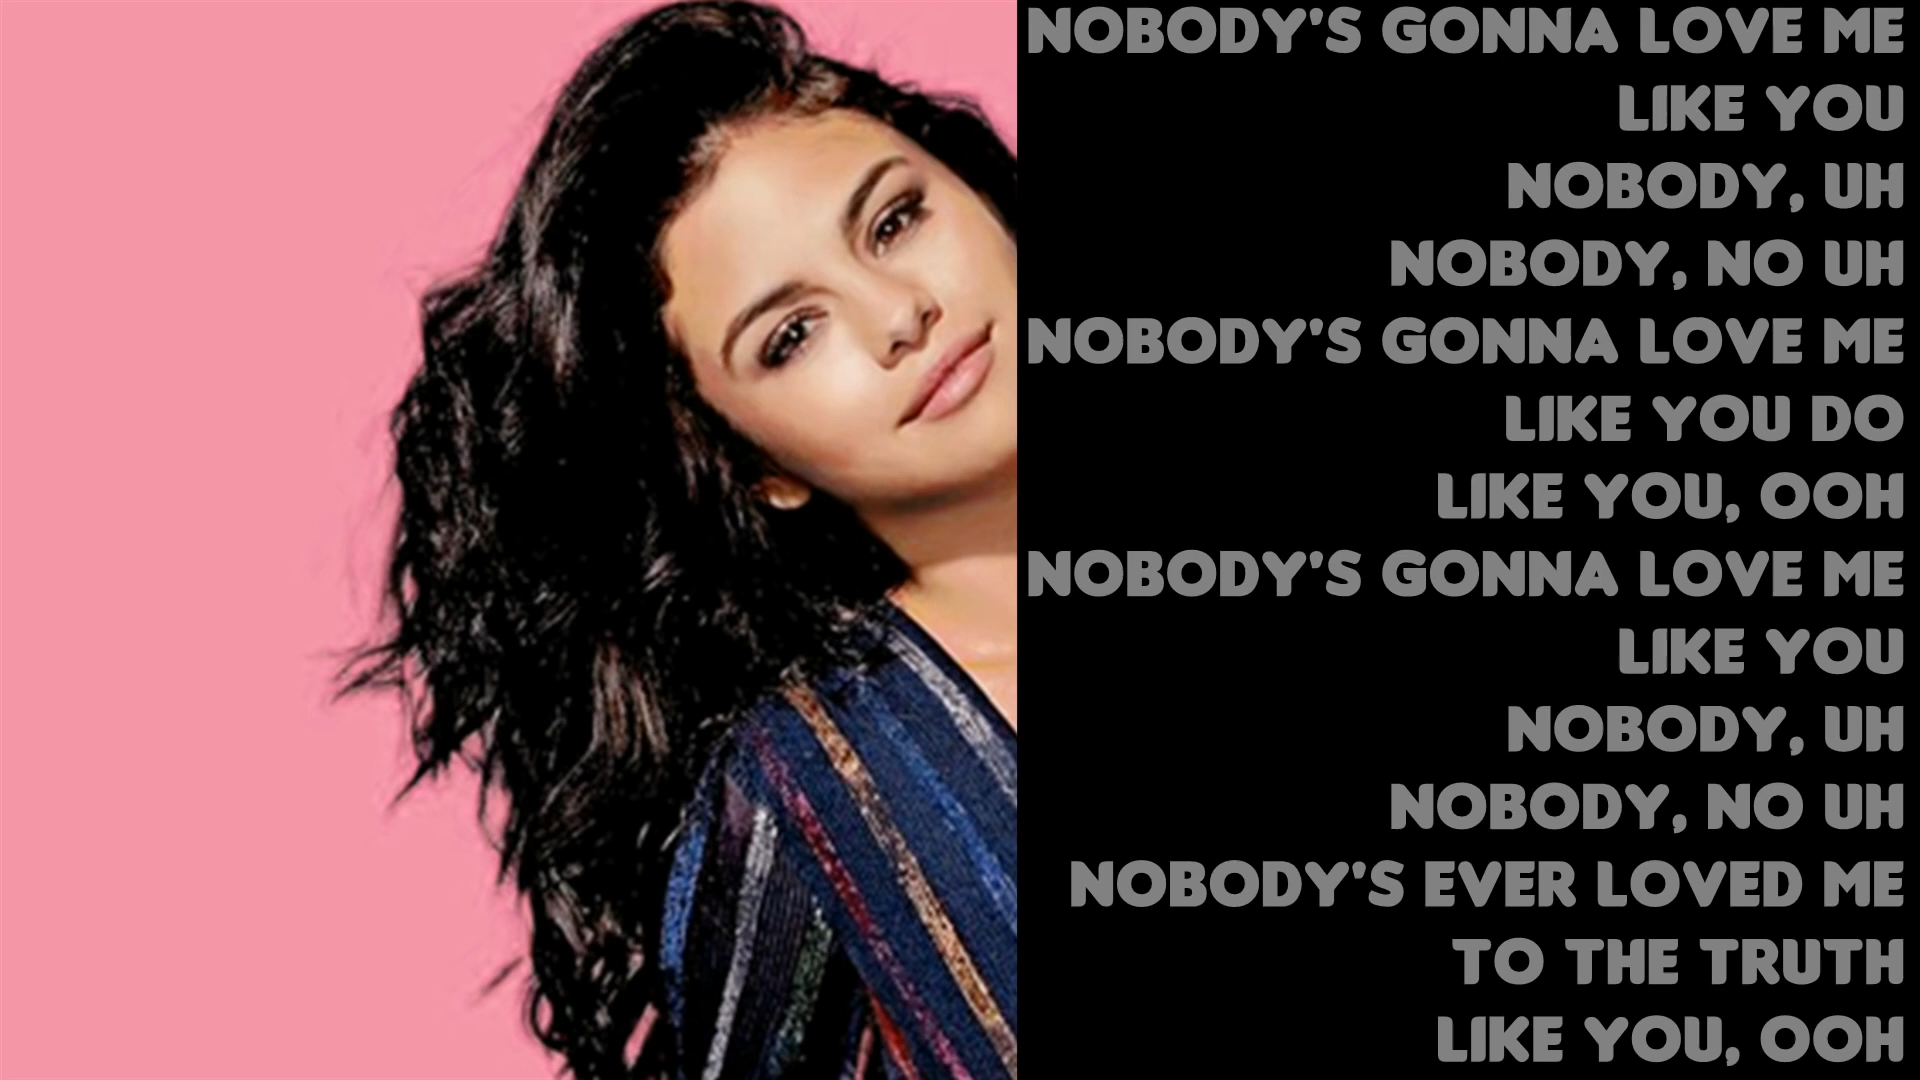 NOBODY'S GONNA LOVE ME
LIKE YOU
NOBODY, UH
NOBODY, NO UH
NOBODY'S GONNA LOVE ME
LIKE YOU DO
LIKE YOU, OOH
NOBODY'S GONNA LOVE ME
LIKE YOU
NOBODY, UH
NOBODY, NO UH
NOBODY'S EVER LOVED ME
TO THE TRUTH
LIKE YOU, OOH